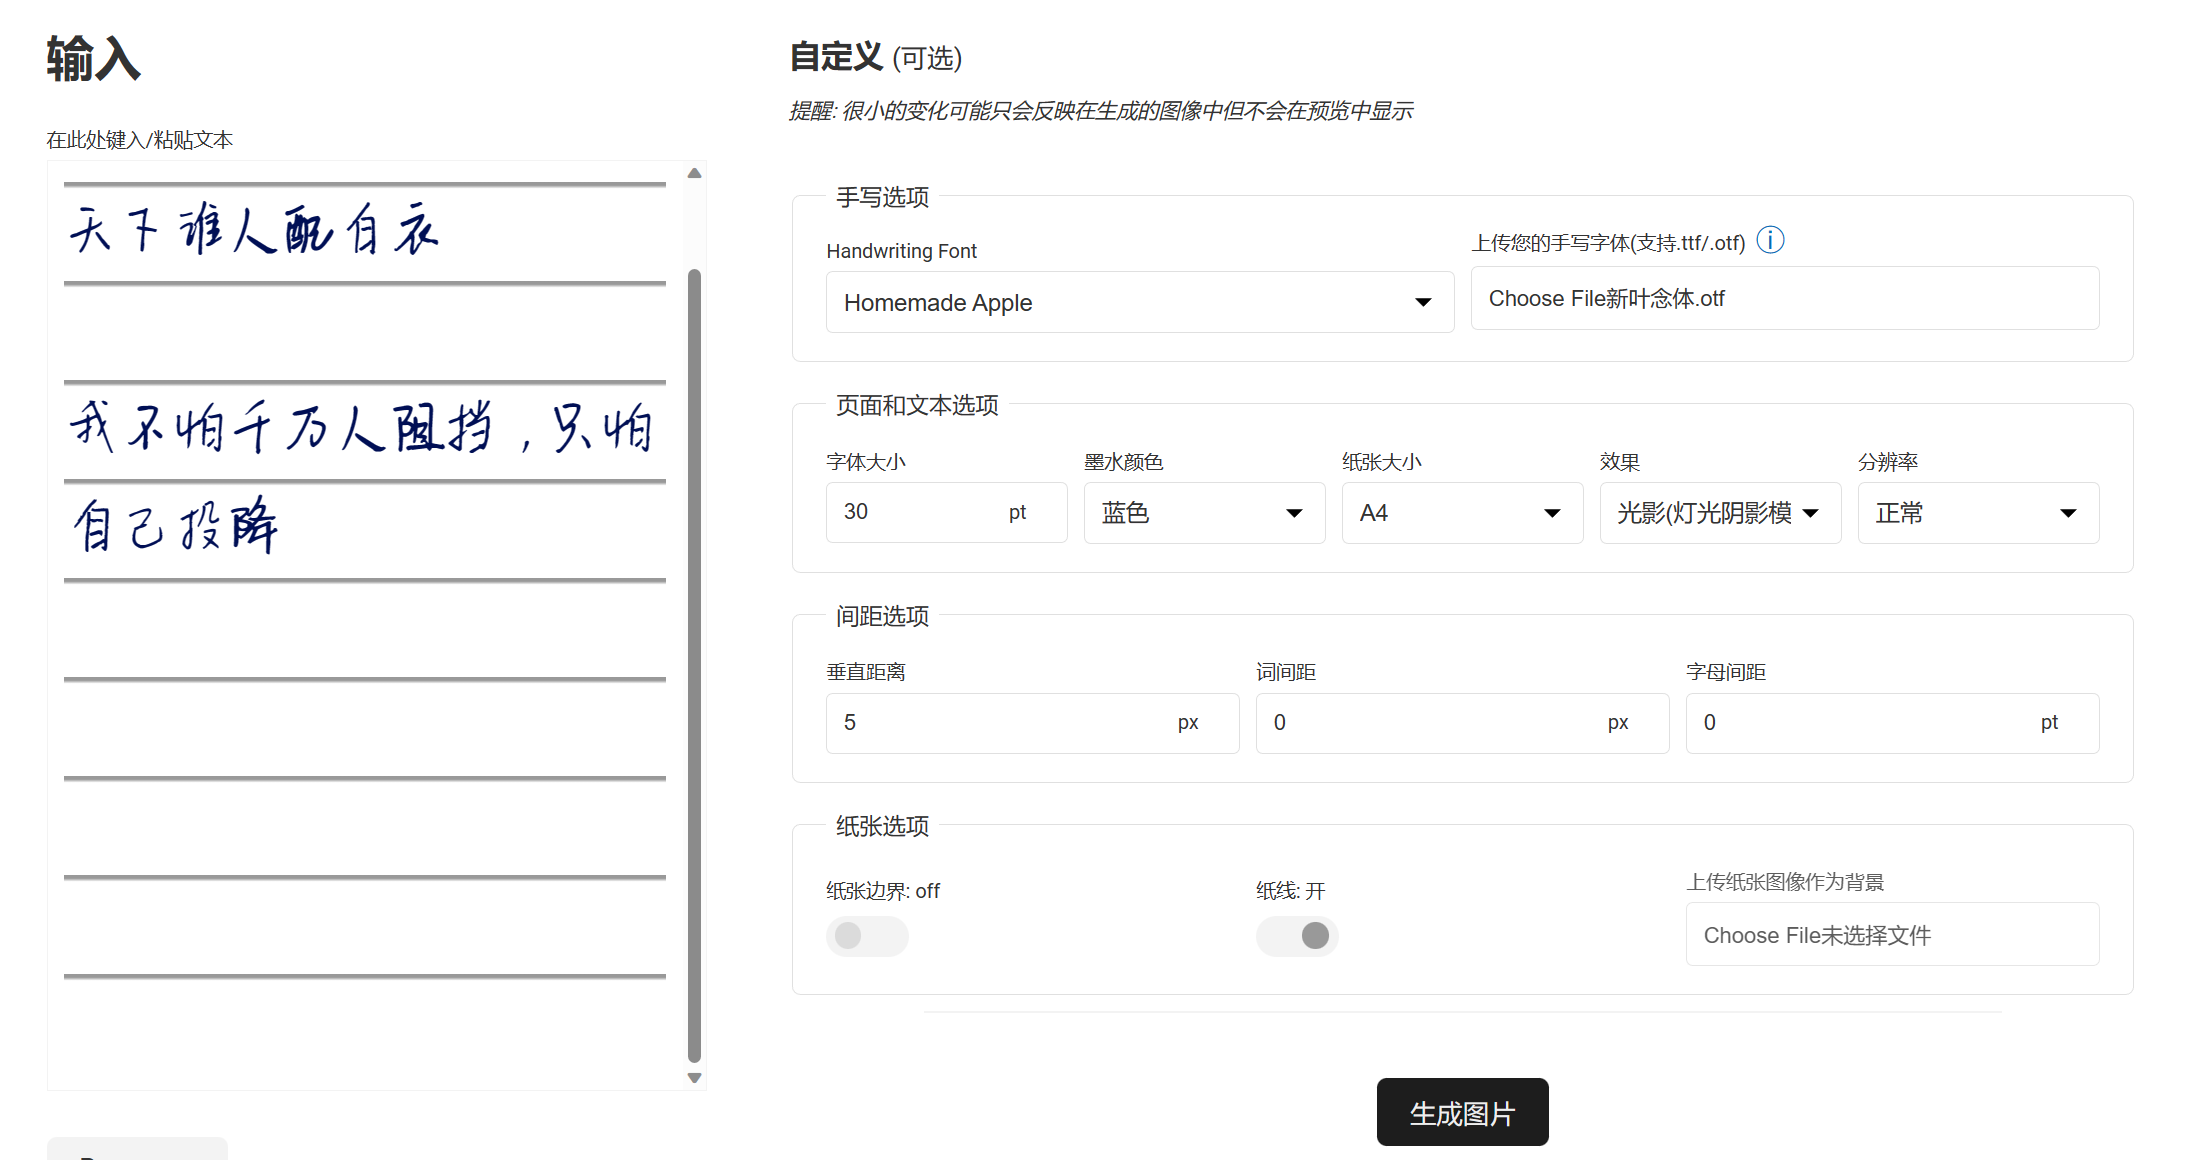 输入
在此处键入/粘贴文本
天下谁人配白衣
我不怕千万人阻挡，只怕
自己投降
自定义 (可选)
提醒: 很小的变化可能只会反映在生成的图像中但不会在预览中显示
手写选项
Handwriting Font
Homemade Apple
上传您的手写字体(支持.ttf/.otf)
Choose File新叶念体.otf
页面和文本选项
字体大小
30 pt
墨水颜色
蓝色
纸张大小
A4
效果
光影(灯光阴影模
分辨率
正常
间距选项
垂直距离
5 px
词间距
0 px
字母间距
0 pt
纸张选项
纸张边界: off
纸线: 开
上传纸张图像作为背景
Choose File未选择文件
生成图片